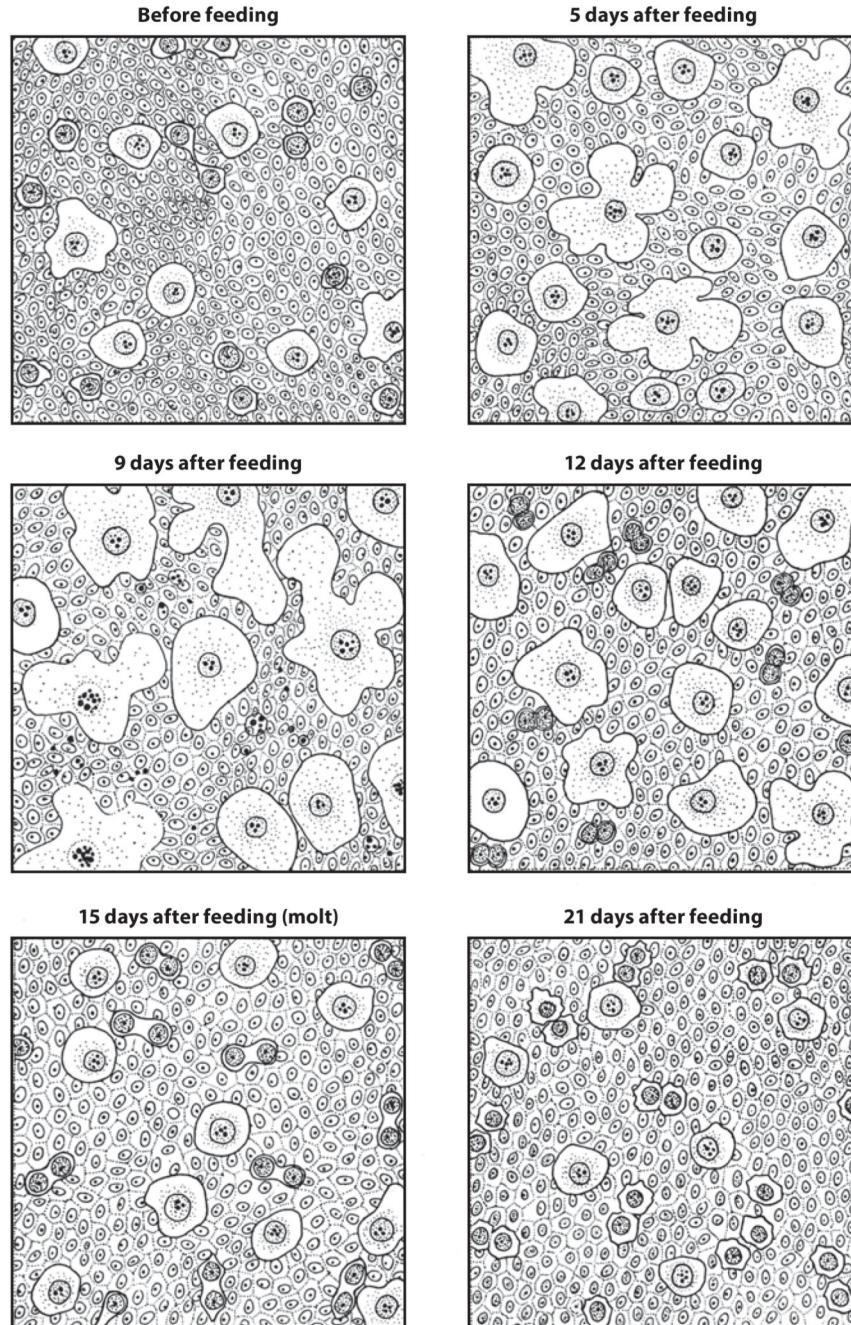 Before feeding
5 days after feeding
9 days after feeding
12 days after feeding
15 days after feeding (molt)
21 days after feeding